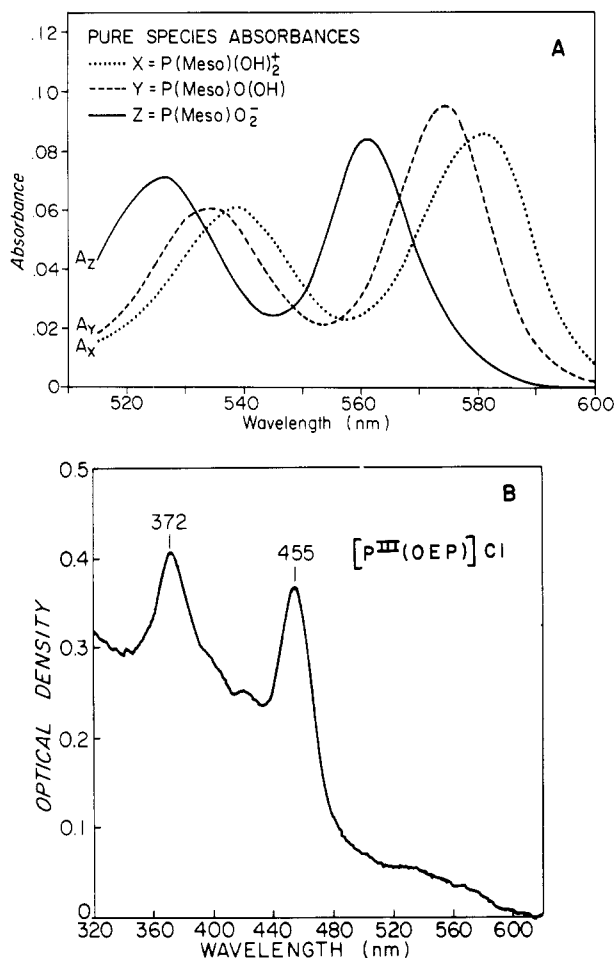 .12
.10
.08
.06
.04
.02
0
Absorbance
PURE SPECIES ABSORBANCES
A
X = P(Meso)(OH)₂⁺
Y = P(Meso)O(OH)
Z = P(Meso)O₂⁻
A_Z
A_Y
A_X
520 540 560 580 600
Wavelength (nm)
0.5
0.4
0.3
0.2
0.1
0
OPTICAL DENSITY
B
372
455
[P^III(OEP)]Cl
320 360 400 440 480 520 560 600
WAVELENGTH (nm)